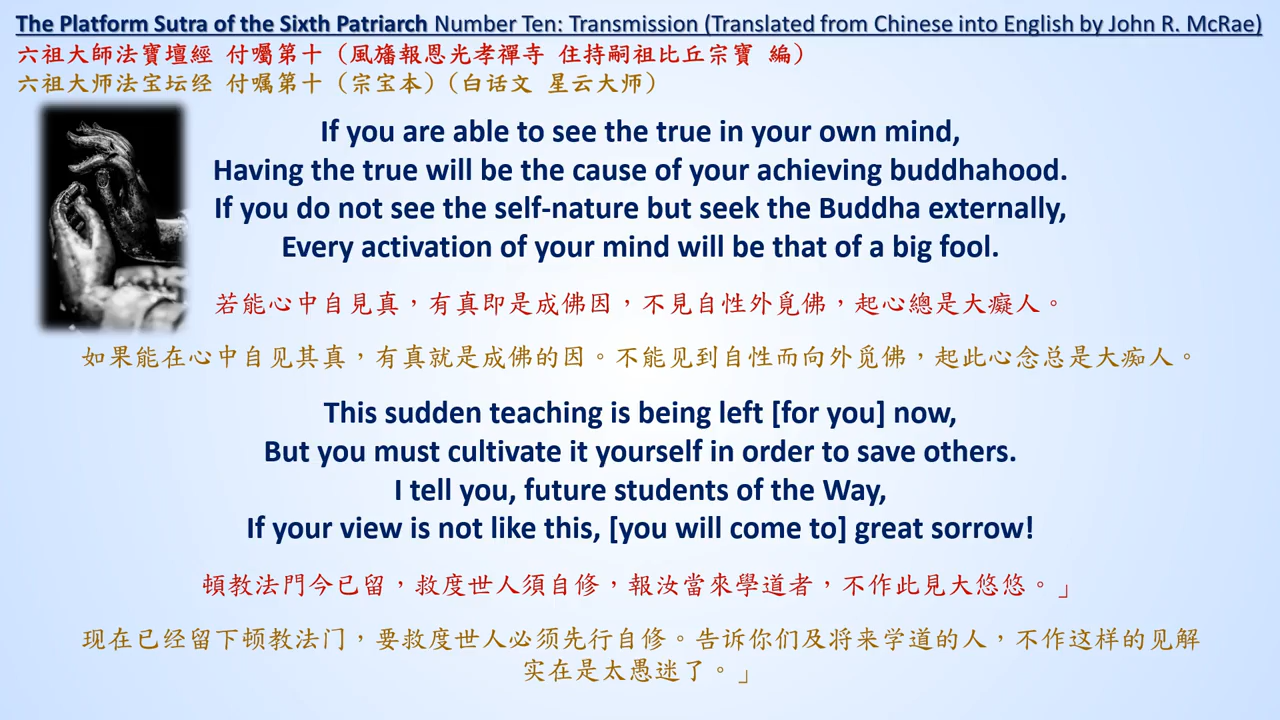 The Platform Sutra of the Sixth Patriarch Number Ten: Transmission (Translated from Chinese into English by John R. McRae)
六祖大師法寶壇經 付囑第十（風旛報恩光孝禪寺 住持嗣祖比丘宗寶 編）
六祖大师法宝坛经 付嘱第十（宗宝本）（白话文 星云大师）
If you are able to see the true in your own mind,
Having the true will be the cause of your achieving buddhahood.
If you do not see the self-nature but seek the Buddha externally,
Every activation of your mind will be that of a big fool.
若能心中自見真，有真即是成佛因，不見自性外覓佛，起心總是大癡人。
如果能在心中自见其真，有真就是成佛的因。不能见到自性而向外觅佛，起此心念总是大痴人。
This sudden teaching is being left [for you] now,
But you must cultivate it yourself in order to save others.
I tell you, future students of the Way,
If your view is not like this, [you will come to] great sorrow!
頓教法門今已留，救度世人須自修，報汝當來學道者，不作此見大悠悠。」
现在已经留下顿教法门，要救度世人必须先行自修。告诉你们及将来学道的人，不作这样的见解
实在是太愚迷了。」